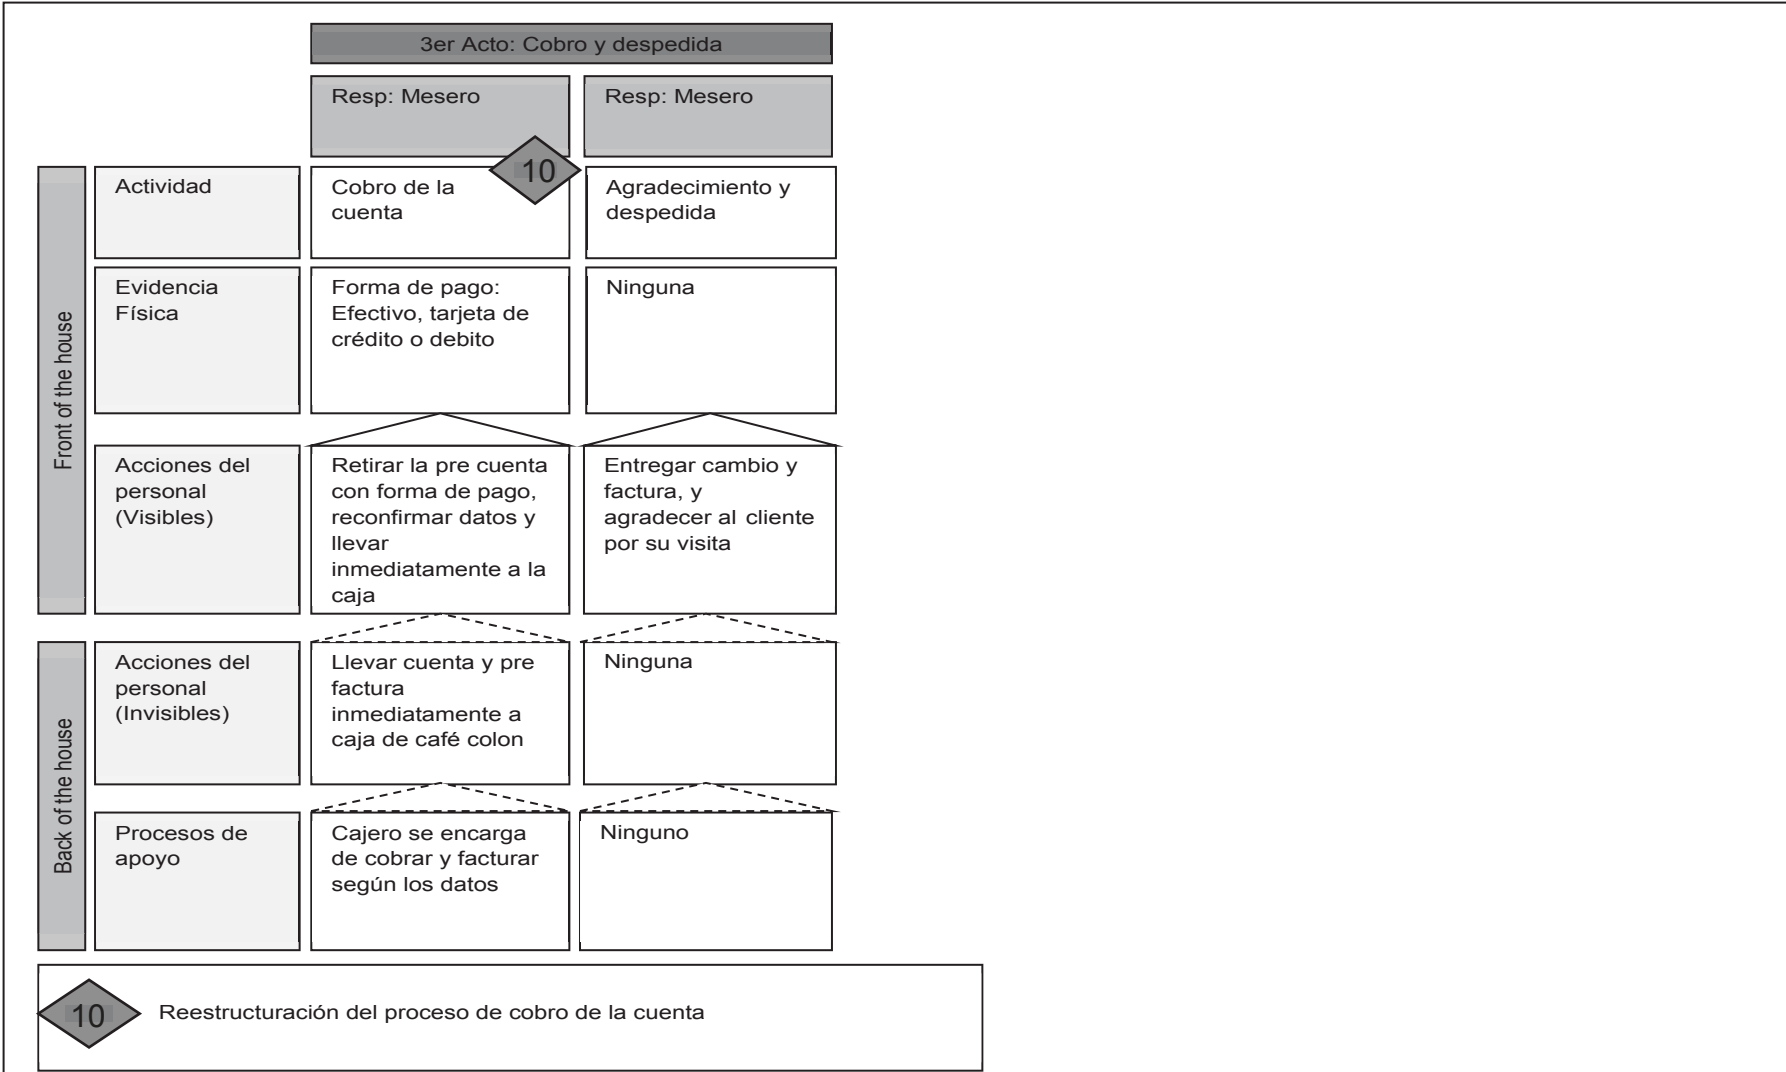 3er Acto: Cobro y despedida
Resp: Mesero
Resp: Mesero
10
Front of the house
Actividad
Cobro de la
cuenta
Agradecimiento y
despedida
Evidencia
Física
Forma de pago:
Efectivo, tarjeta de
crédito o debito
Ninguna
Acciones del
personal
(Visibles)
Retirar la pre cuenta
con forma de pago,
reconfirmar datos y
llevar
inmediatamente a la
caja
Entregar cambio y
factura, y
agradecer al cliente
por su visita
Back of the house
Acciones del
personal
(Invisibles)
Llevar cuenta y pre
factura
inmediatamente a
caja de café colon
Ninguna
Procesos de
apoyo
Cajero se encarga
de cobrar y facturar
según los datos
Ninguno
10
Reestructuración del proceso de cobro de la cuenta